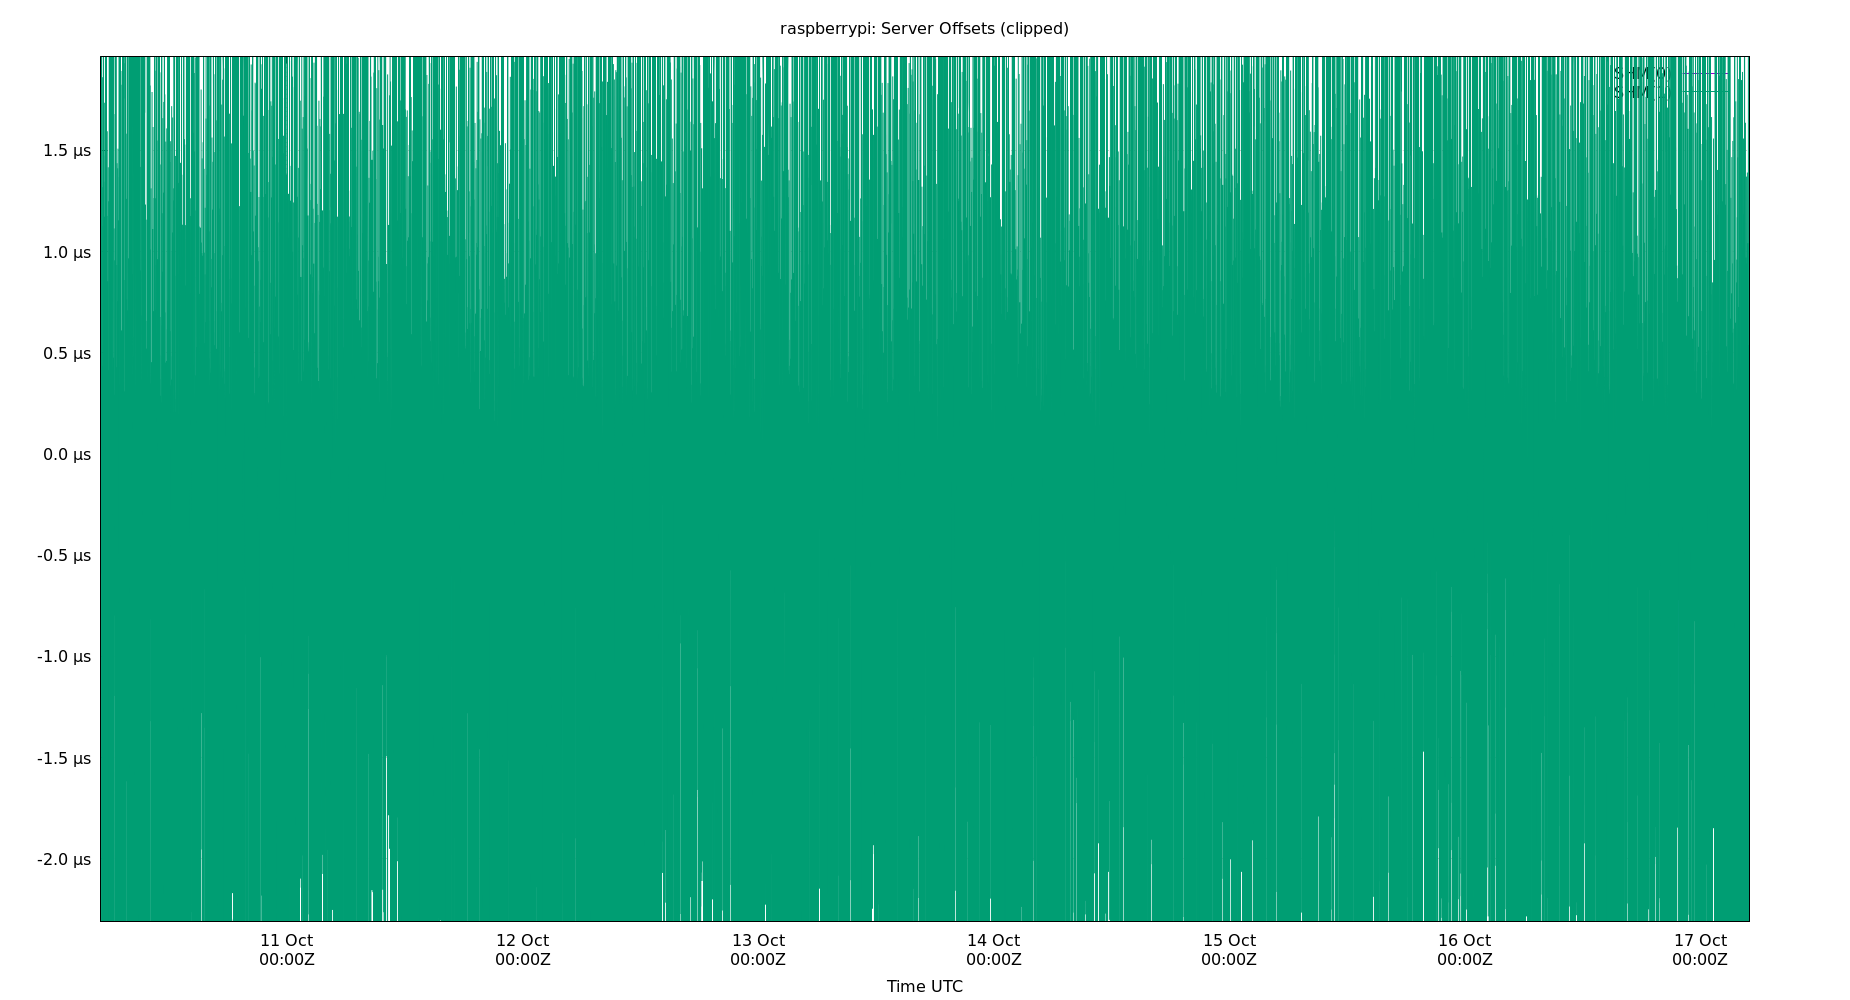 raspberrypi: Server Offsets (clipped)
SHM(0)
1.5 µs
1.0 µs
0.5 µs
0.0 µs
-0.5 µs
-1.0 µs
-1.5 µs
-2.0 µs
11 Oct 12 Oct 13 Oct 14 Oct 15 Oct 16 Oct 17 Oct
00:00Z 00:00Z 00:00Z 00:00Z 00:00Z 00:00Z 00:00Z
Time UTC